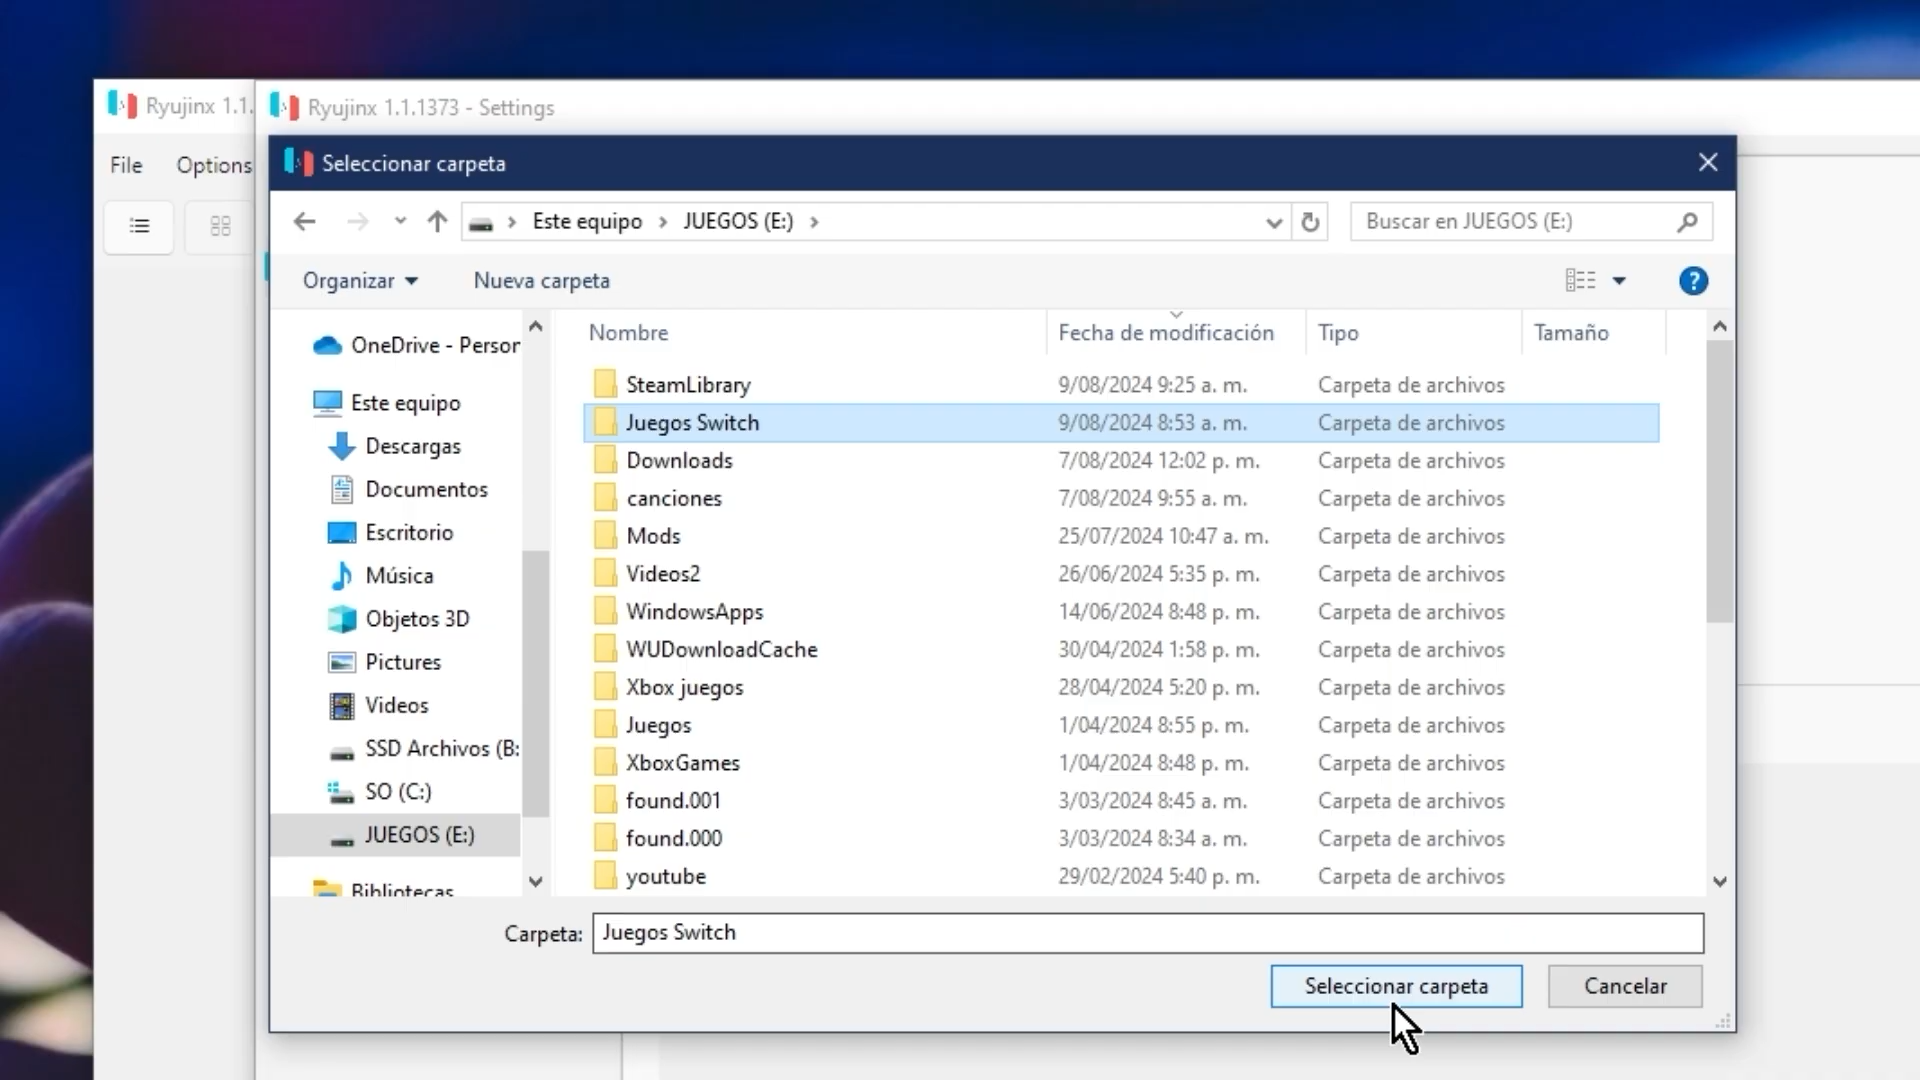 Ryujinx 1.1.
Ryujinx 1.1.1373 - Settings
File
Options
Seleccionar carpeta
Este equipo
JUEGOS (E:)
Buscar en JUEGOS (E:)
Organizar
Nueva carpeta
?
OneDrive - Person
Este equipo
Descargas
Documentos
Escritorio
Música
Objetos 3D
Pictures
Videos
SSD Archivos (B:
SO (C:)
JUEGOS (E:)
Bibliotecas
Nombre Fecha de modificación Tipo Tamaño
SteamLibrary 9/08/2024 9:25 a. m. Carpeta de archivos
Juegos Switch 9/08/2024 8:53 a. m. Carpeta de archivos
Downloads 7/08/2024 12:02 p. m. Carpeta de archivos
canciones 7/08/2024 9:55 a. m. Carpeta de archivos
Mods 25/07/2024 10:47 a. m. Carpeta de archivos
Videos2 26/06/2024 5:35 p. m. Carpeta de archivos
WindowsApps 14/06/2024 8:48 p. m. Carpeta de archivos
WUDownloadCache 30/04/2024 1:58 p. m. Carpeta de archivos
Xbox juegos 28/04/2024 5:20 p. m. Carpeta de archivos
Juegos 1/04/2024 8:55 p. m. Carpeta de archivos
XboxGames 1/04/2024 8:48 p. m. Carpeta de archivos
found.001 3/03/2024 8:45 a. m. Carpeta de archivos
found.000 3/03/2024 8:34 a. m. Carpeta de archivos
youtube 29/02/2024 5:40 p. m. Carpeta de archivos
Carpeta: Juegos Switch
Seleccionar carpeta
Cancelar